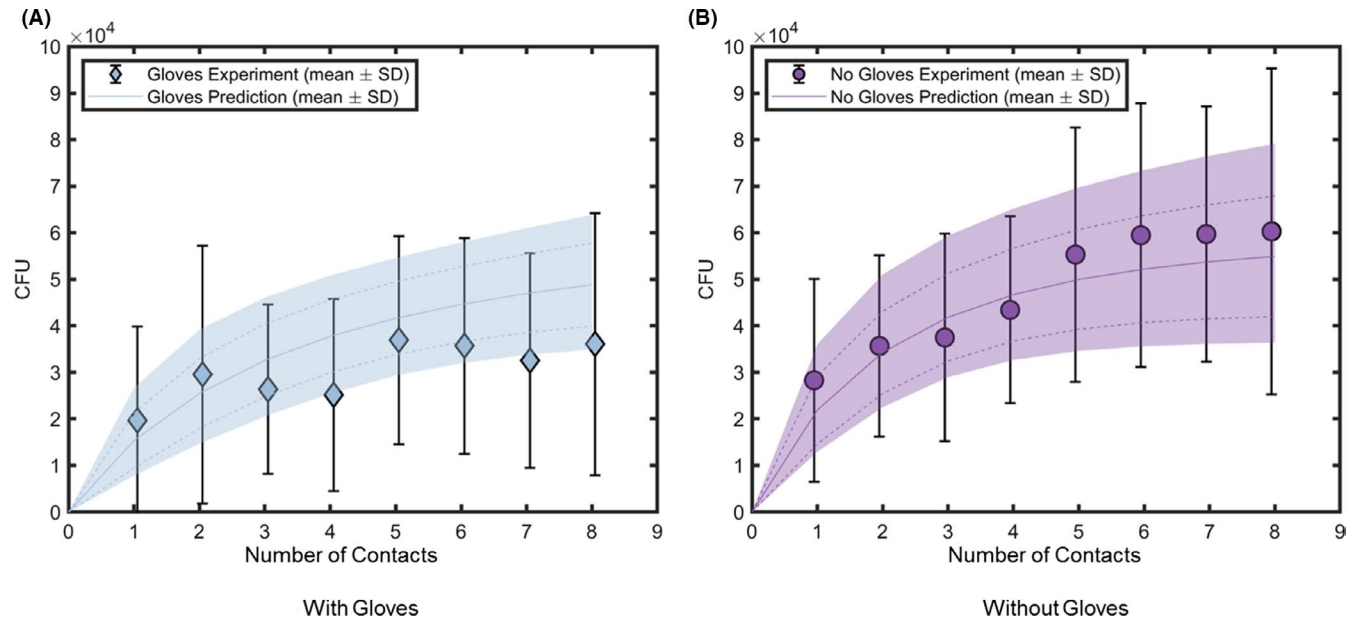 (A)
×10⁴
Gloves Experiment (mean ± SD)
Gloves Prediction (mean ± SD)
10
9
8
7
6
5
4
3
2
1
0
CFU
0 1 2 3 4 5 6 7 8 9
Number of Contacts
With Gloves
(B)
×10⁴
No Gloves Experiment (mean ± SD)
No Gloves Prediction (mean ± SD)
10
9
8
7
6
5
4
3
2
1
0
CFU
0 1 2 3 4 5 6 7 8 9
Number of Contacts
Without Gloves